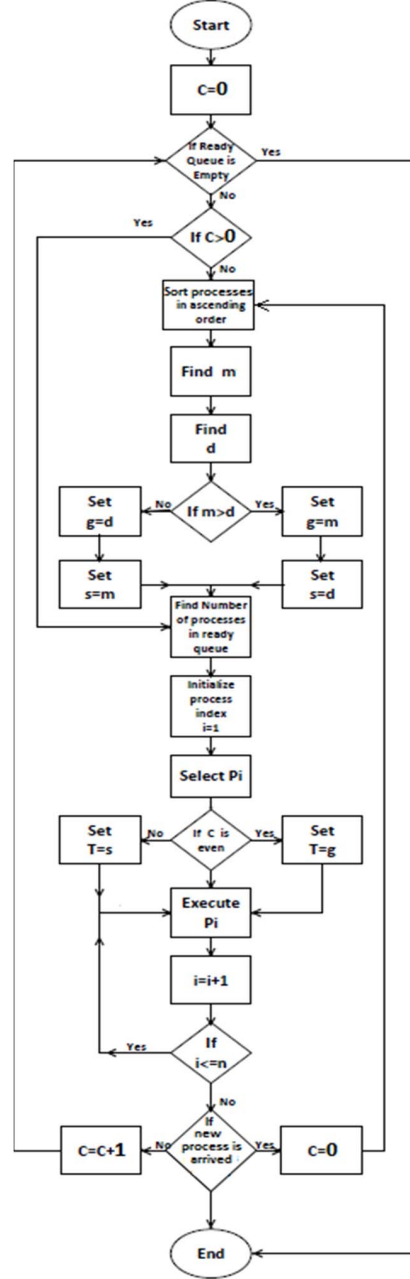 Start
C=0
If Ready
Queue is
Empty
Yes
No
Yes
If C>0
No
Sort processes
in ascending
order
Find m
Find
d
Set
g=d
No
If m>d
Yes
Set
g=m
Set
s=m
Set
s=d
Find Number
of processes
in ready
queue
Initialize
process
index
i=1
Select Pi
Set
T=s
No
If C is
even
Yes
Set
T=g
Execute
Pi
i=i+1
Yes
If
i<=n
No
C=C+1
No
If
new
process is
arrived
Yes
C=0
End